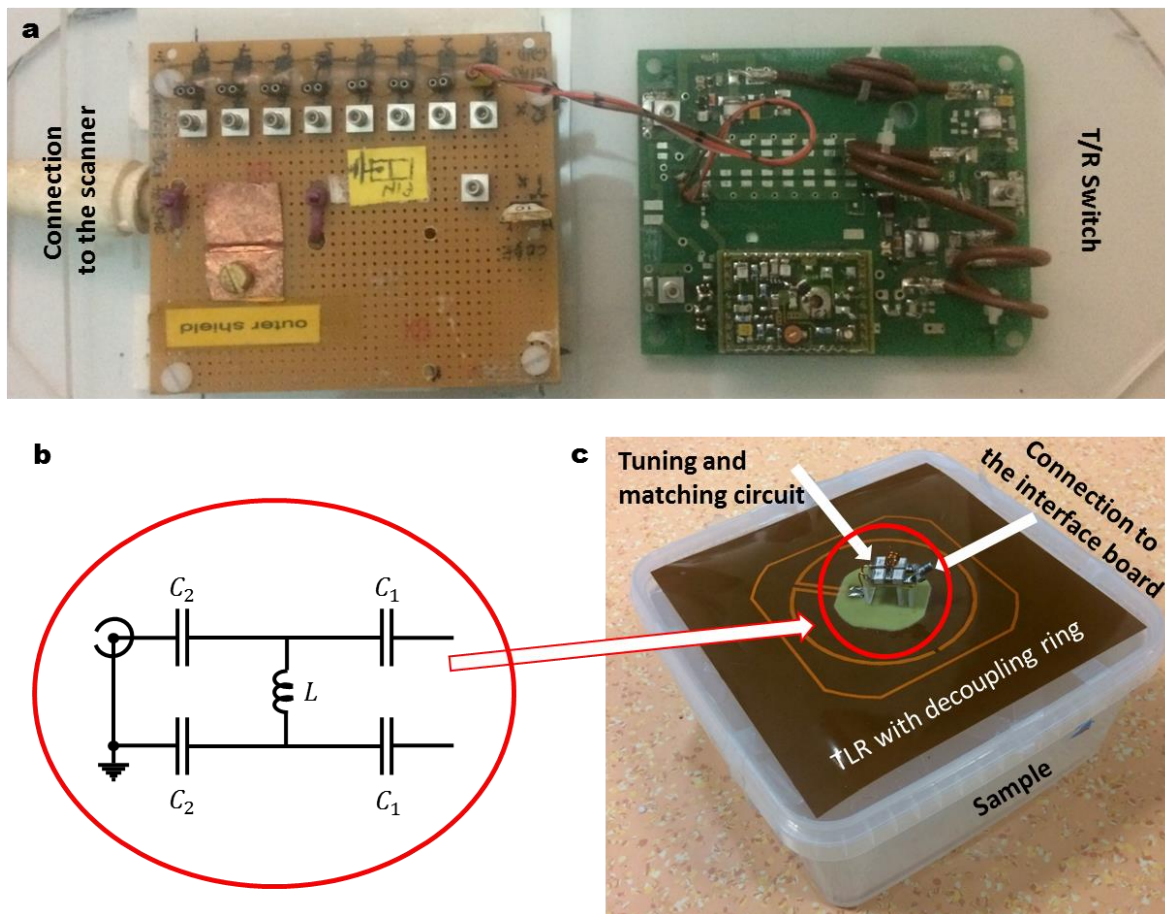 a
Connection
to the scanner
outer shield
PIN
T/R Switch
b
C₂
C₁
L
C₂
C₁
c
Tuning and
matching circuit
Connection to
the interface board
TLR with decoupling ring
Sample